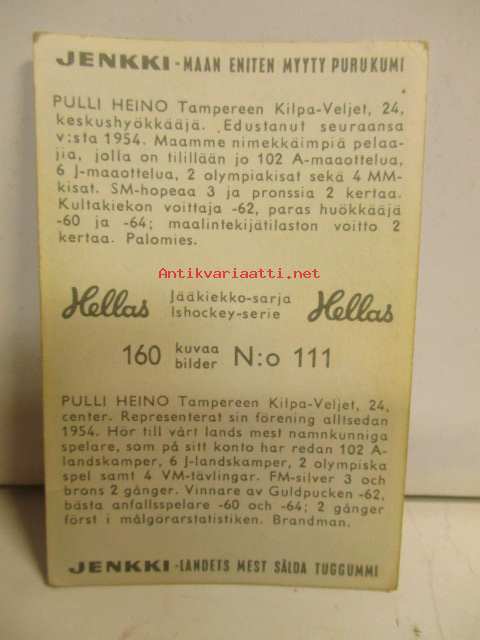 JENKKI - MAAN ENITEN MYYTY PURUKUMI
PULLI HEINO Tampereen Kilpa-Veljet, 24,
keskushyökkääjä. Edustanut seuraansa
v:sta 1954. Maamme nimekkäimpiä pelaa-
jia, jolla on tilillään jo 102 A-maaottelua,
6 J-maaottelua, 2 olympiakisat sekä 4 MM-
kisat. SM-hopeaa 3 ja pronssia 2 kertaa.
Kultakiekon voittaja -62, paras huökkääjä
-60 ja -64; maalintekijätilaston voitto 2
kertaa. Palomies.
Antikvariaatti.net
Hellas Jääkiekko-sarja Hellas
Ishockey-serie
160 kuvaa N:o 111
bilder
PULLI HEINO Tampereen Kilpa-Veljet, 24,
center. Representerat sin förening alltsedan
1954. Hör till vårt lands mest namnkunniga
spelare, som på sitt konto har redan 102 A-
landskamper, 6 J-landskamper, 2 olympiska
spel samt 4 VM-tävlingar. FM-silver 3 och
brons 2 gånger. Vinnare av Guldpucken -62,
bästa anfallsspelare -60 och -64; 2 gånger
först i målgörarstatistiken. Brandman.
JENKKI -LANDETS MEST SÅLDA TUGGUMMI